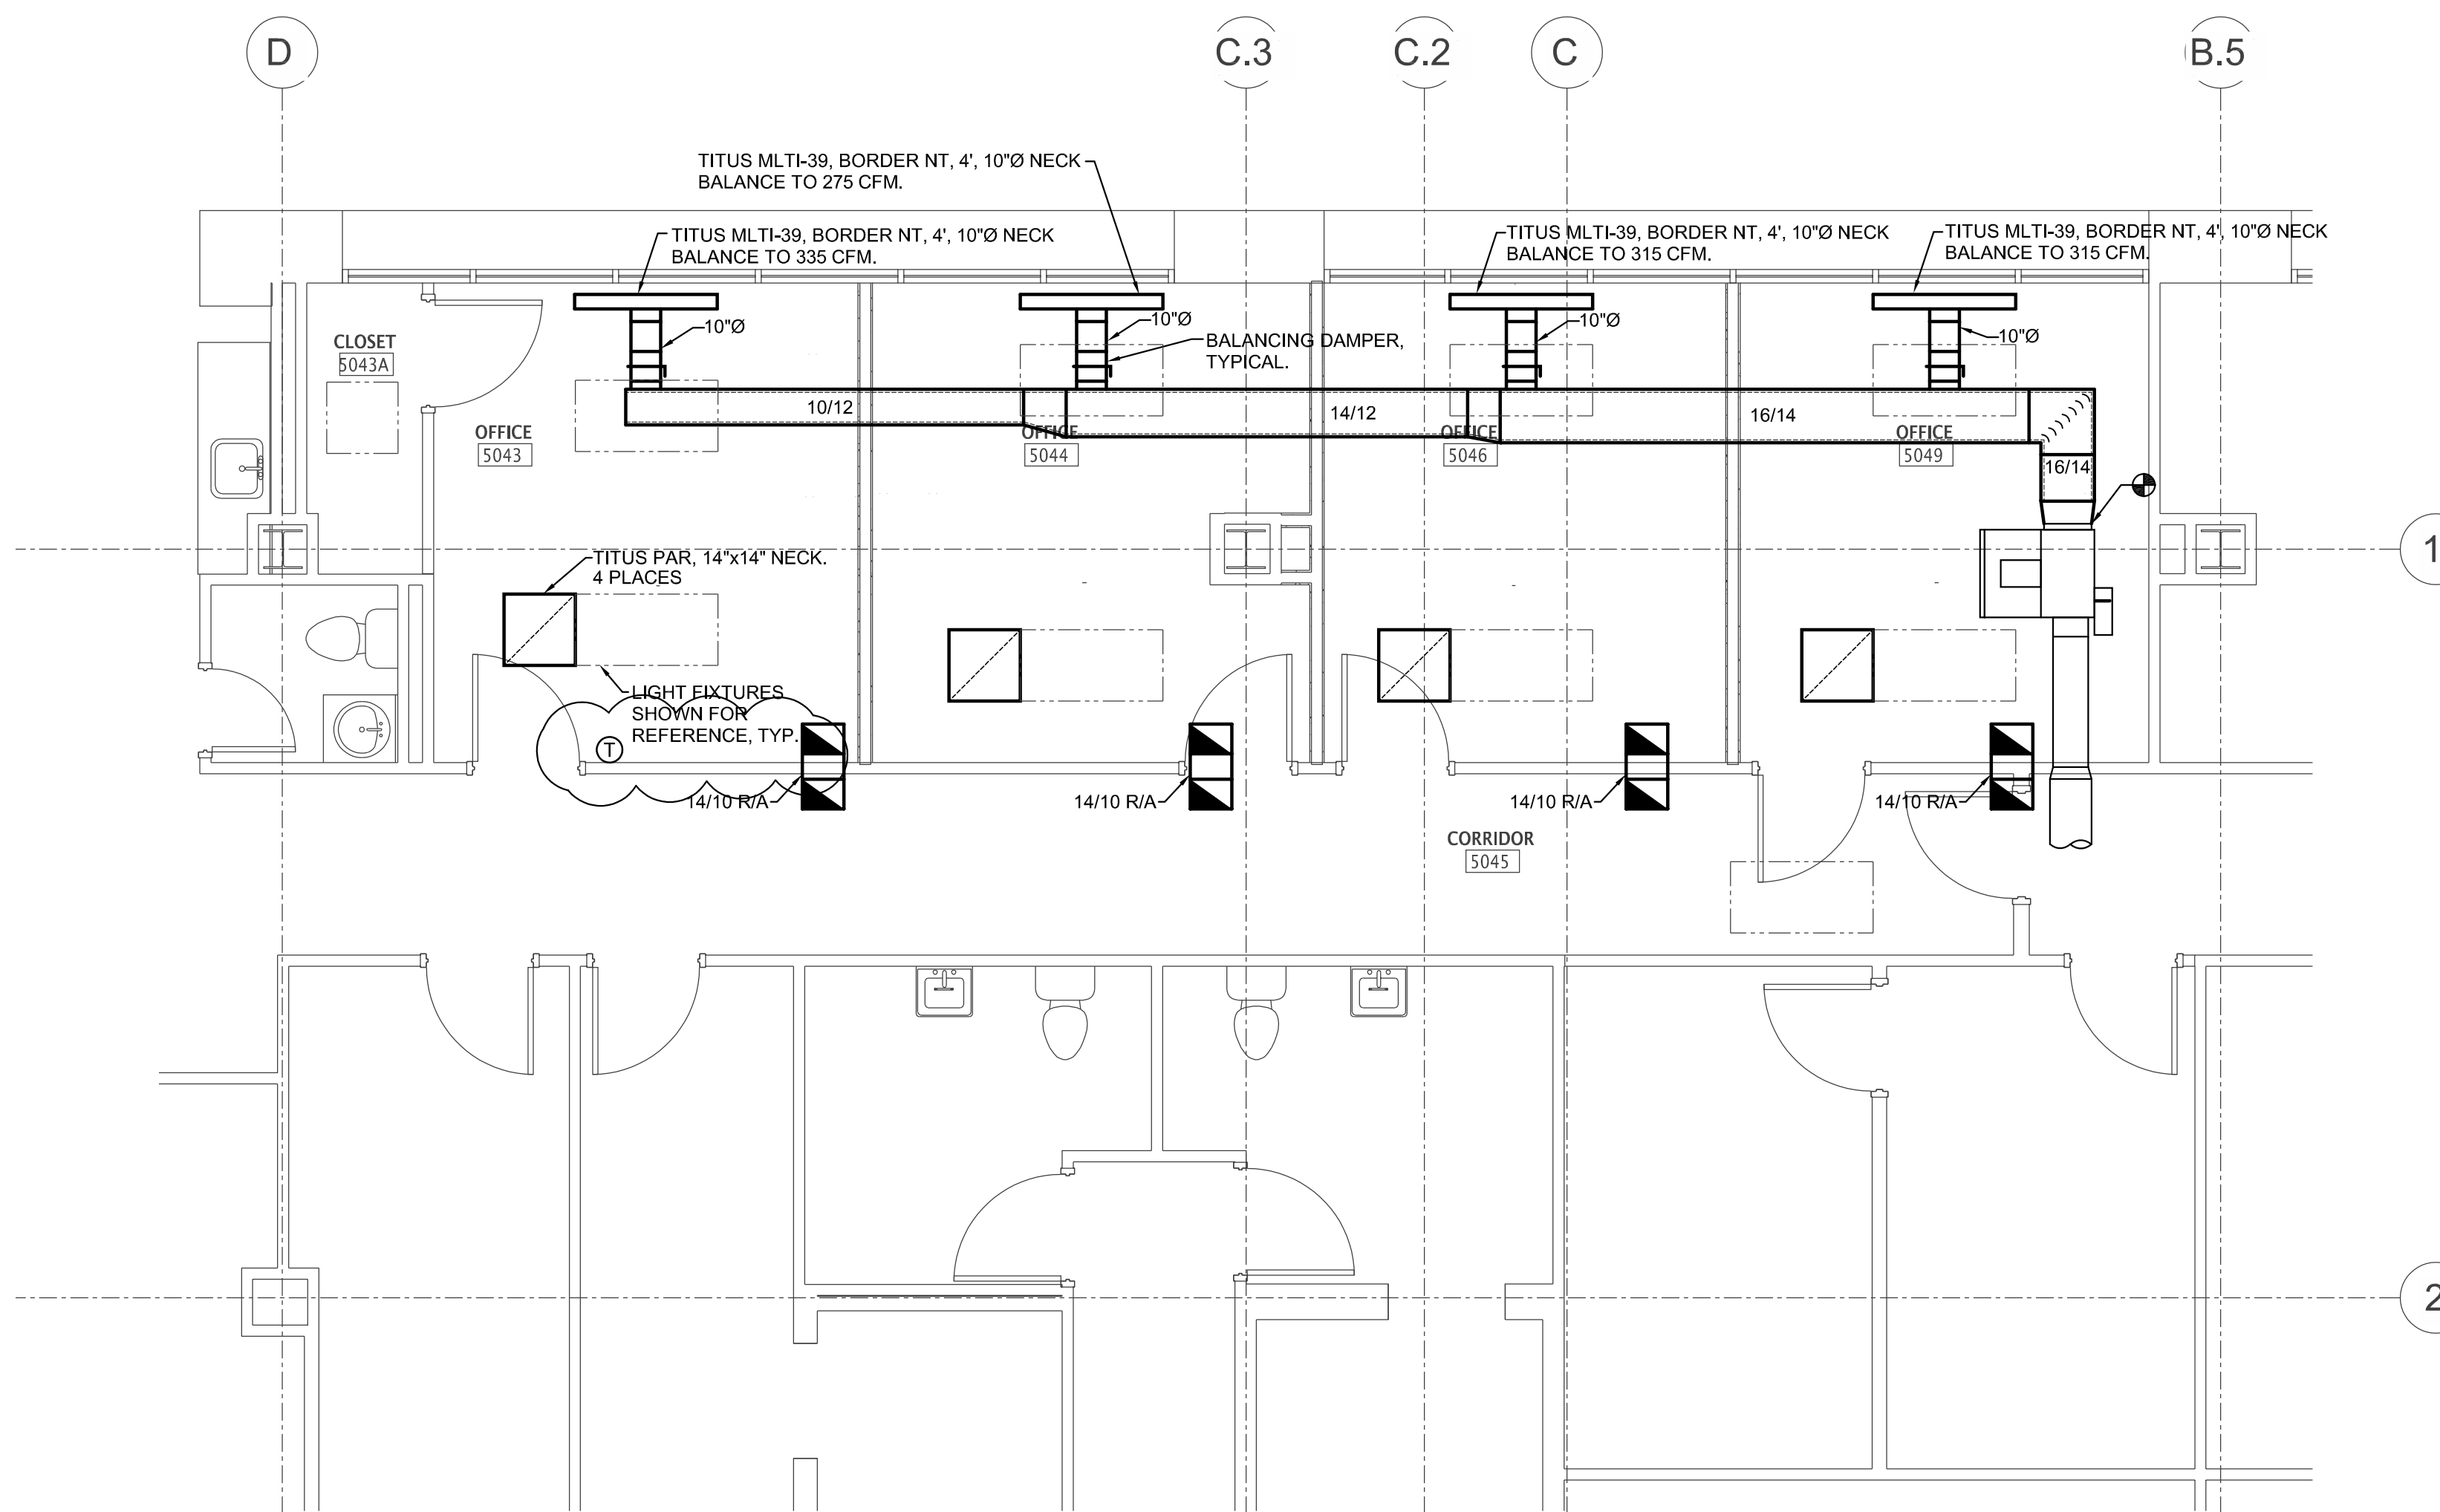 D
C.3
C.2
C
B.5
TITUS MLTI-39, BORDER NT, 4', 10"Ø NECK
BALANCE TO 275 CFM.
TITUS MLTI-39, BORDER NT, 4', 10"Ø NECK
BALANCE TO 335 CFM.
TITUS MLTI-39, BORDER NT, 4', 10"Ø NECK
BALANCE TO 315 CFM.
TITUS MLTI-39, BORDER NT, 4', 10"Ø NECK
BALANCE TO 315 CFM.
10"Ø
10"Ø
10"Ø
10"Ø
BALANCING DAMPER,
TYPICAL.
CLOSET
5043A
10/12
14/12
16/14
OFFICE
5043
OFFICE
5044
OFFICE
5046
OFFICE
5049
16/14
1
TITUS PAR, 14"x14" NECK.
4 PLACES
LIGHT FIXTURES
SHOWN FOR
REFERENCE, TYP.
T
14/10 R/A
14/10 R/A
14/10 R/A
14/10 R/A
CORRIDOR
5045
2